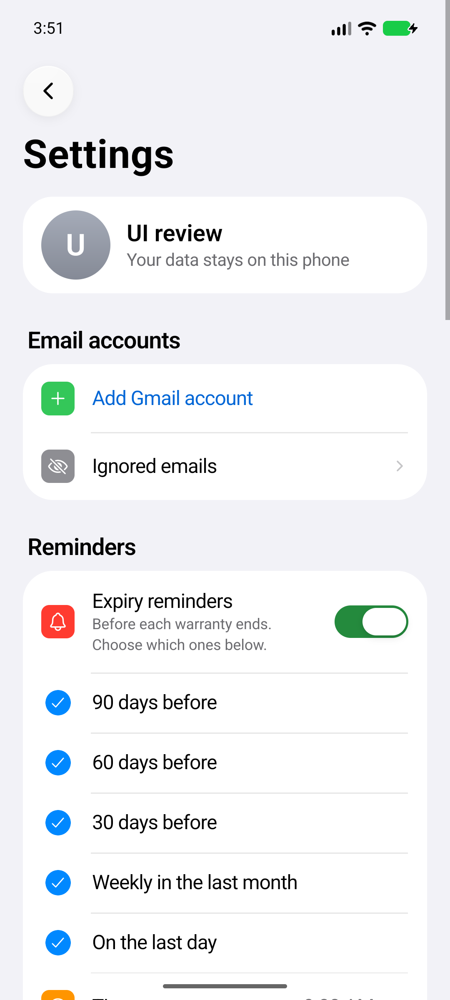 3:51
Settings
U
UI review
Your data stays on this phone
Email accounts
Add Gmail account
Ignored emails
Reminders
Expiry reminders
Before each warranty ends.
Choose which ones below.
90 days before
60 days before
30 days before
Weekly in the last month
On the last day